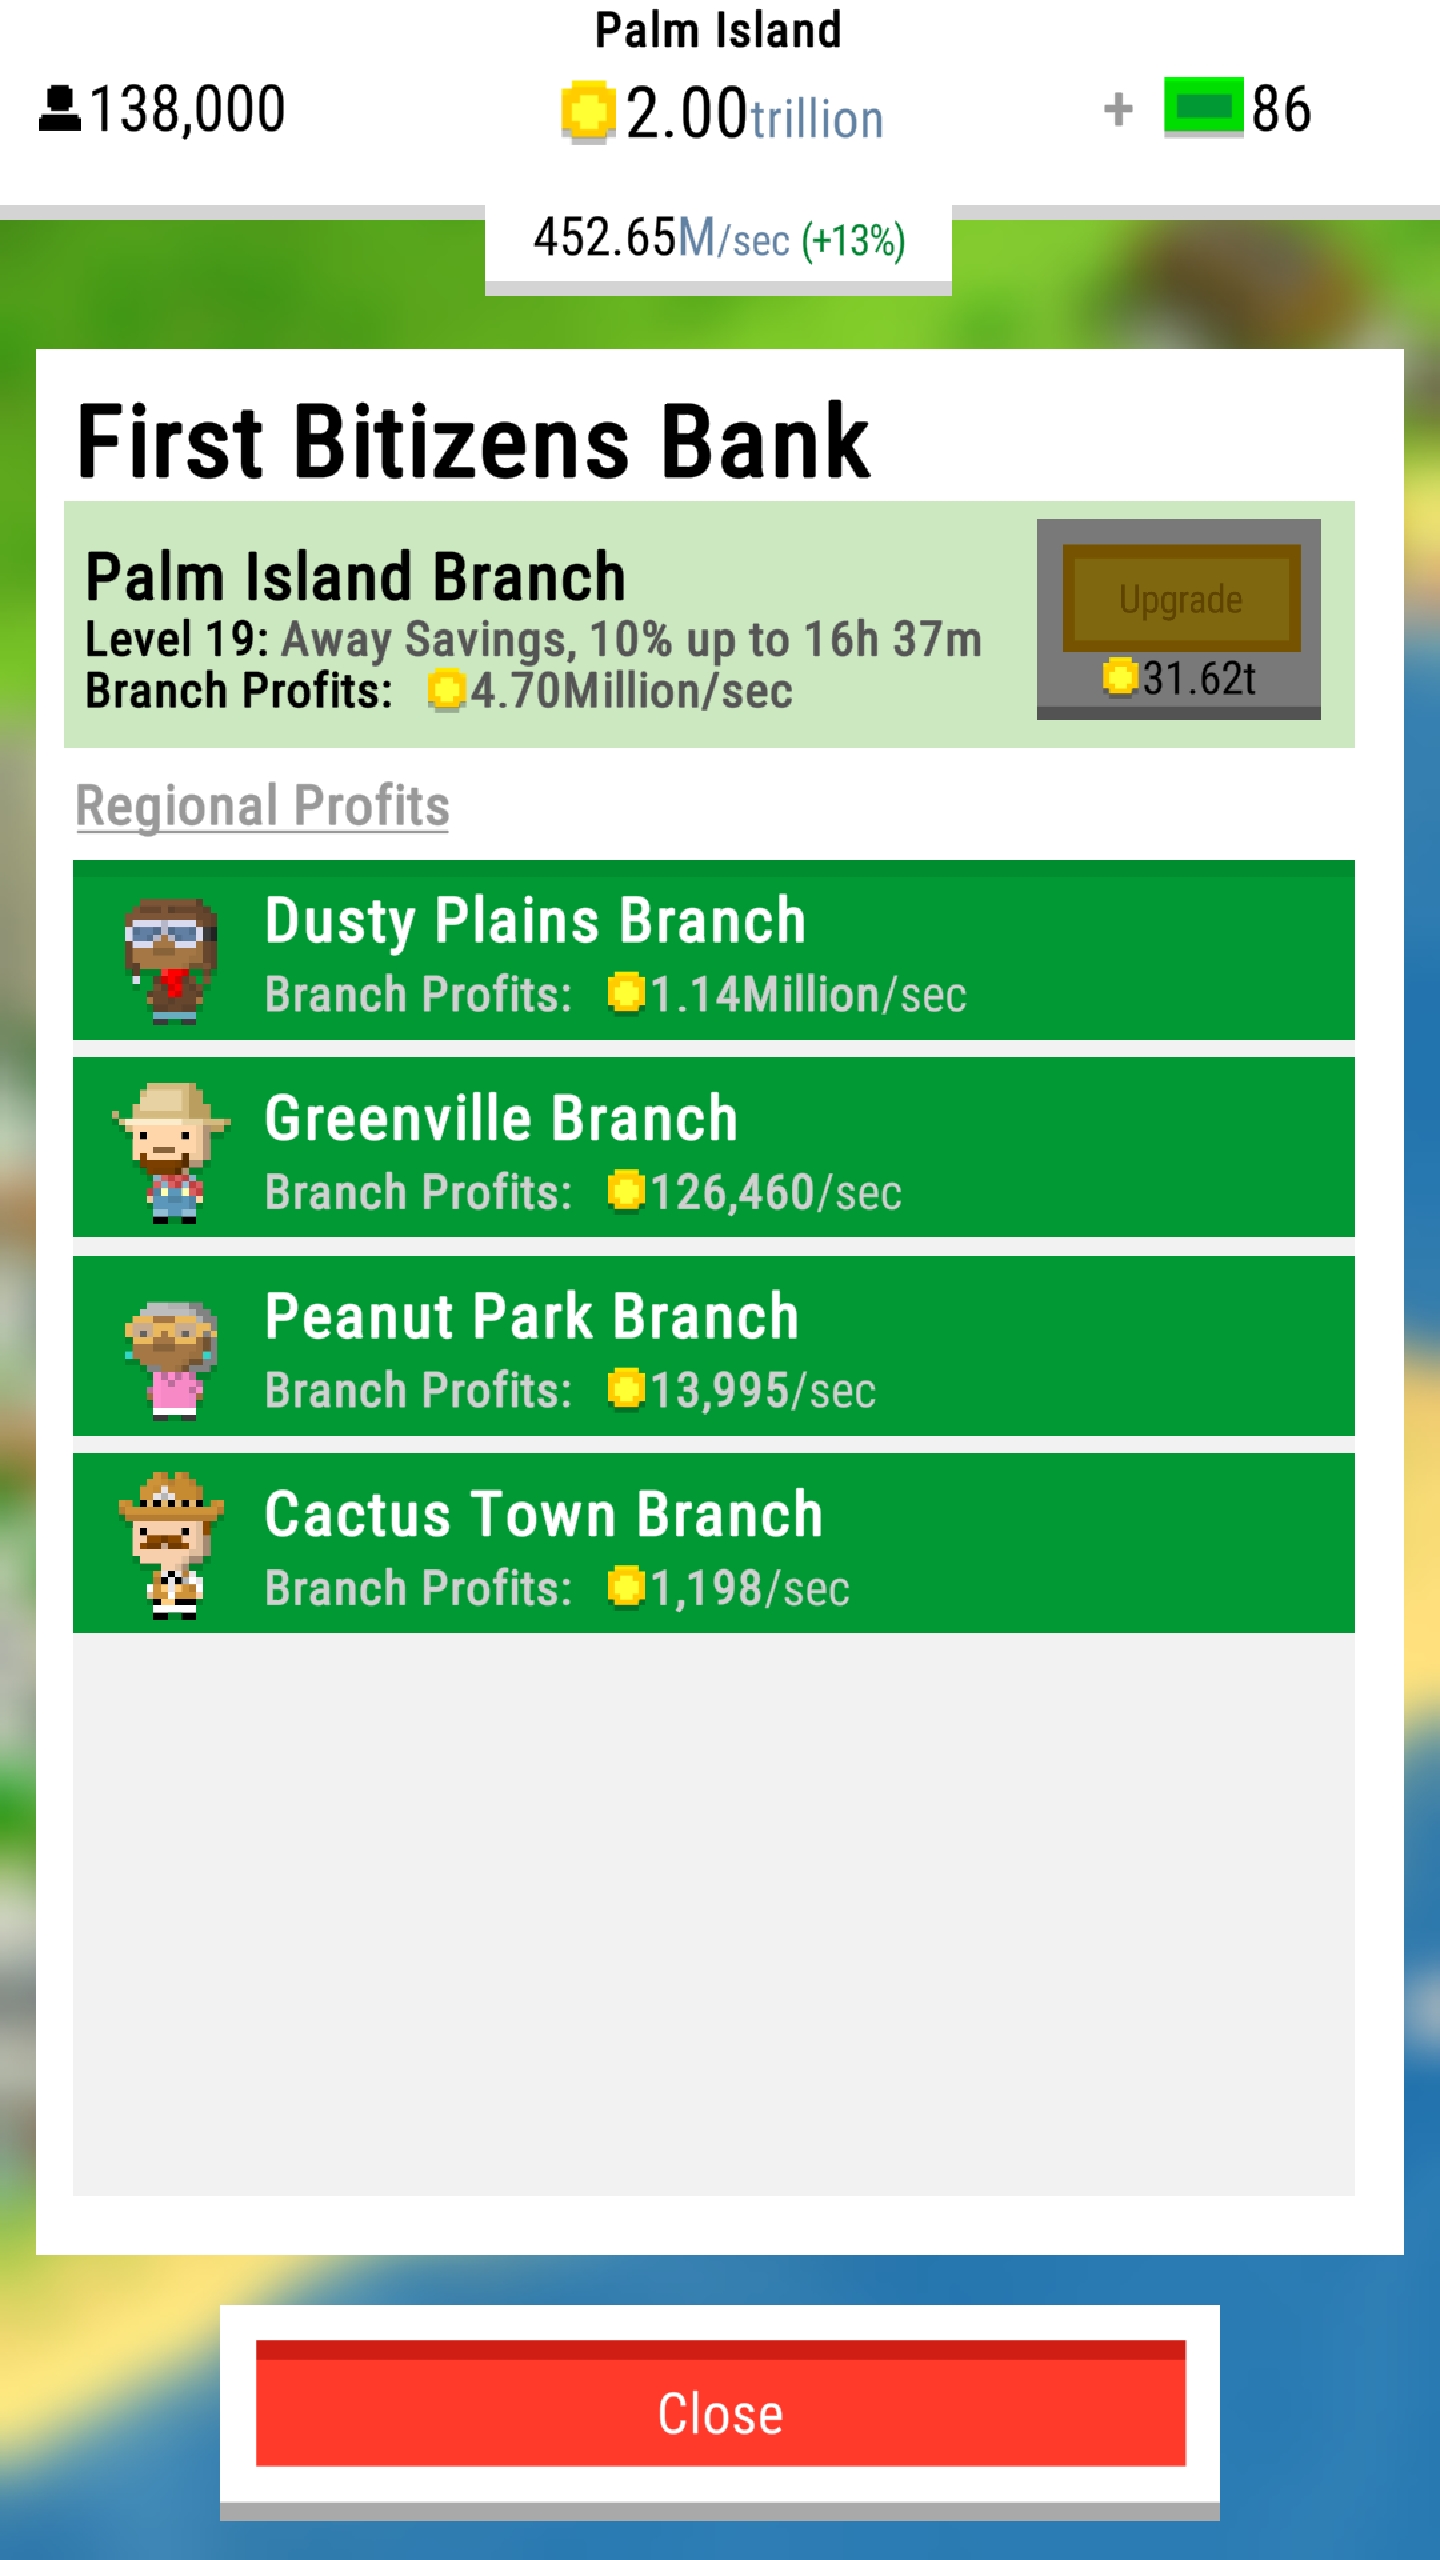 Palm Island
138,000
2.00trillion
+ 86
452.65M/sec (+13%)
First Bitizens Bank
Palm Island Branch
Level 19: Away Savings, 10% up to 16h 37m
Branch Profits: 4.70Million/sec
Upgrade
31.62t
Regional Profits
Dusty Plains Branch
Branch Profits: 1.14Million/sec
Greenville Branch
Branch Profits: 126,460/sec
Peanut Park Branch
Branch Profits: 13,995/sec
Cactus Town Branch
Branch Profits: 1,198/sec
Close